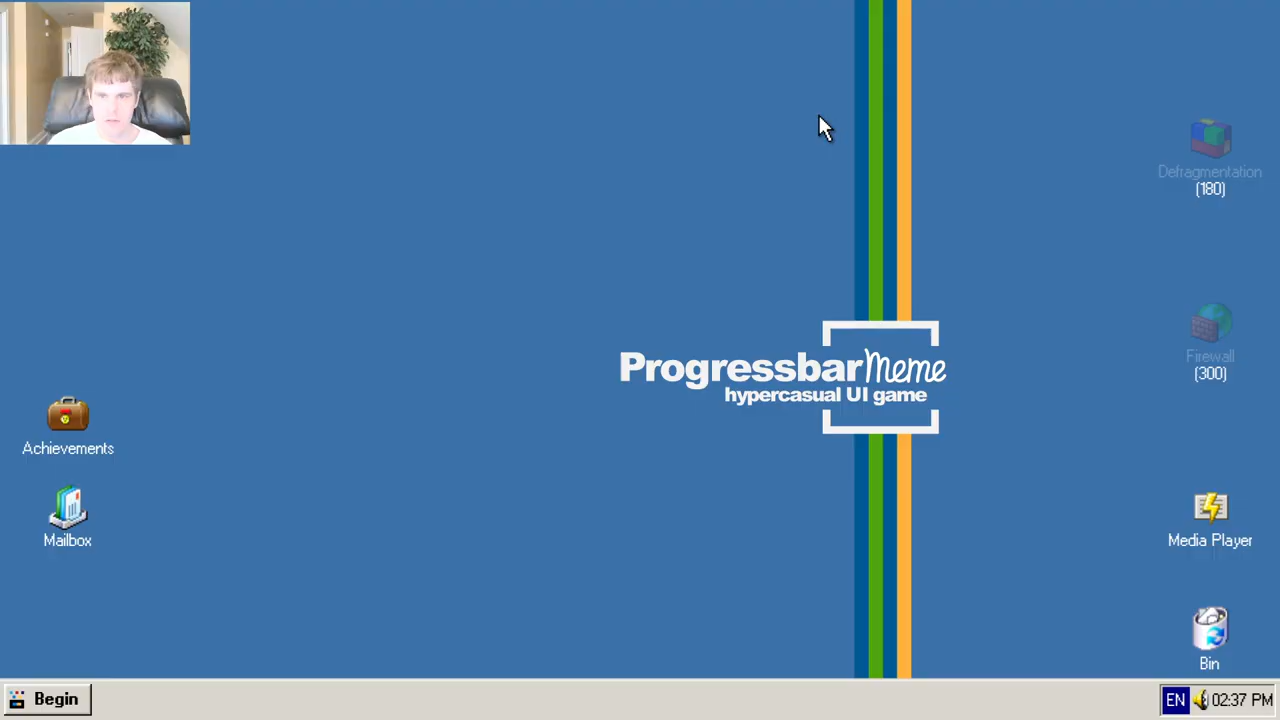 Defragmentation
(180)
Progressbar Meme
hypercasual UI game
Firewall
(300)
Achievements
Mailbox
Media Player
Bin
Begin
EN 02:37 PM